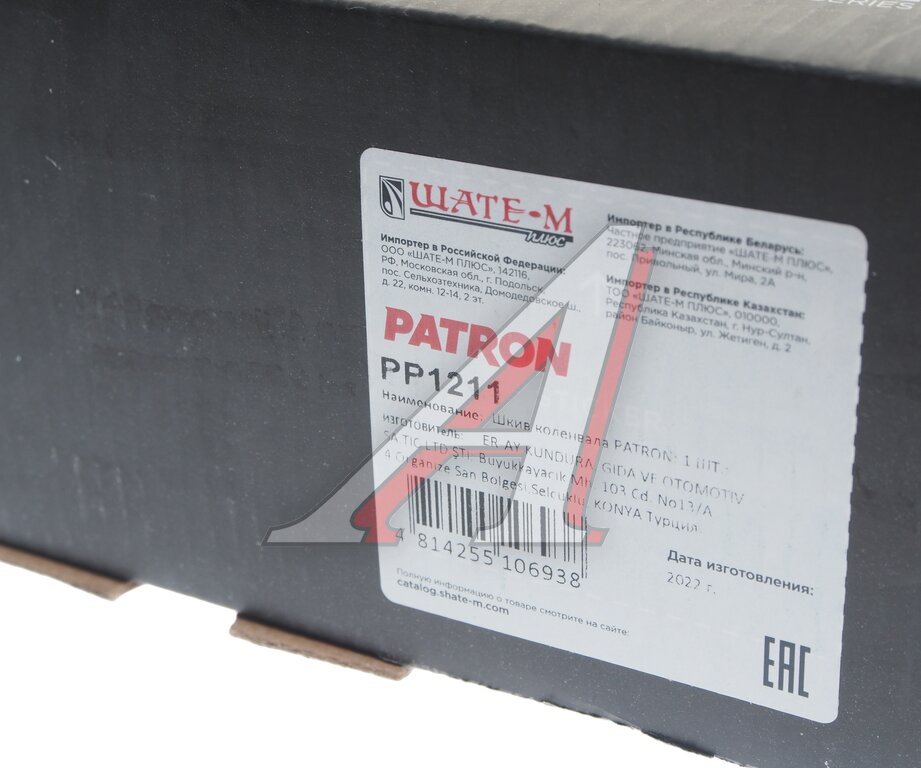 SERIES
ШАТЕ-М
плюс
Импортер в Российской Федерации:
ООО «ШАТЕ-М ПЛЮС», 142116,
РФ, Московская обл., г. Подольск,
пос. Сельхозтехника, Домодедовское ш.,
д. 22, комн. 12-14, 2 эт.
Импортер в Республике Беларусь:
Частное предприятие «ШАТЕ-М ПЛЮС»,
223062, Минская обл., Минский р-н,
пос. Привольный, ул. Мира, 2А
Импортер в Республике Казахстан:
ТОО «ШАТЕ-М ПЛЮС», 010000,
Республика Казахстан, г. Нур-Султан,
район Байконыр, ул. Жетиген, д. 2
PATRON
PP1211
Наименование: Шкив коленвала PATRON: 1 ШТ.;
изготовитель: ER-AY KUNDURA, GIDA VE OTOMOTIV
SA TIC LTD ŞTI. Büyükkayacık Mh. 103 Cd. No13/A
4.Organize San Bölgesi Selcuklu, KONYA Турция
4 814255 106938
Дата изготовления:
2022 г.
Полную информацию о товаре смотрите на сайте:
catalog.shate-m.com
EAC